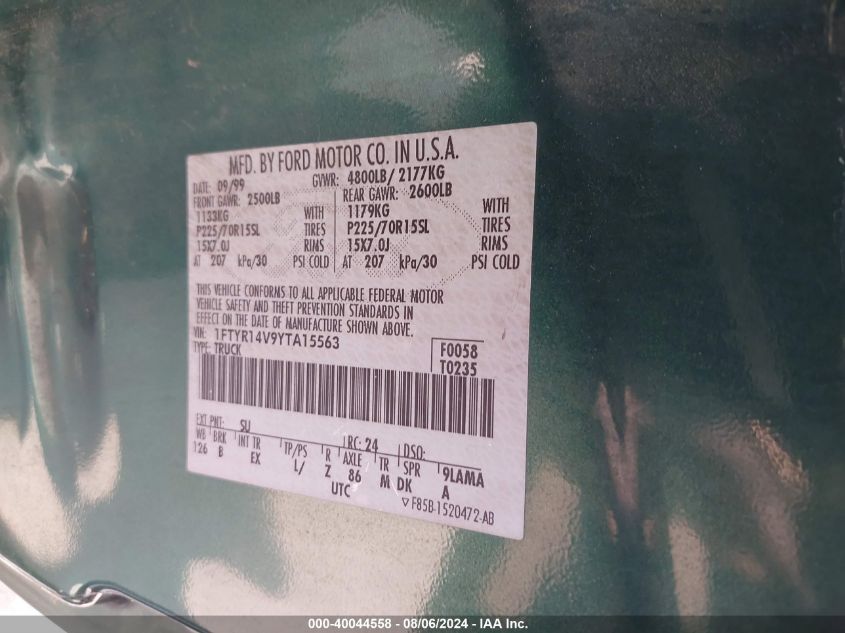 MFD. BY FORD MOTOR CO. IN U.S.A.
DATE: 09/99 GVWR: 4800LB/ 2177KG
FRONT GAWR: 2500LB REAR GAWR: 2600LB
1133KG WITH 1179KG WITH
P225/70R15SL TIRES P225/70R15SL TIRES
15X7.0J RIMS 15X7.0J RIMS
AT 207 kPa/30 PSI COLD AT 207 kPa/30 PSI COLD
THIS VEHICLE CONFORMS TO ALL APPLICABLE FEDERAL MOTOR
VEHICLE SAFETY AND THEFT PREVENTION STANDARDS IN
EFFECT ON THE DATE OF MANUFACTURE SHOWN ABOVE.
VIN: 1FTYR14V9YTA15563 F0058
TYPE: TRUCK T0235
EXT PNT: SU RC: 24 DSO:
WB BRK INT TR TP/PS R AXLE TR SPR 9LAMA
126 B EX L/ Z 86 M DK A
UTC ▽F85B-1520472-AB
000-40044558 - 08/06/2024 - IAA Inc.